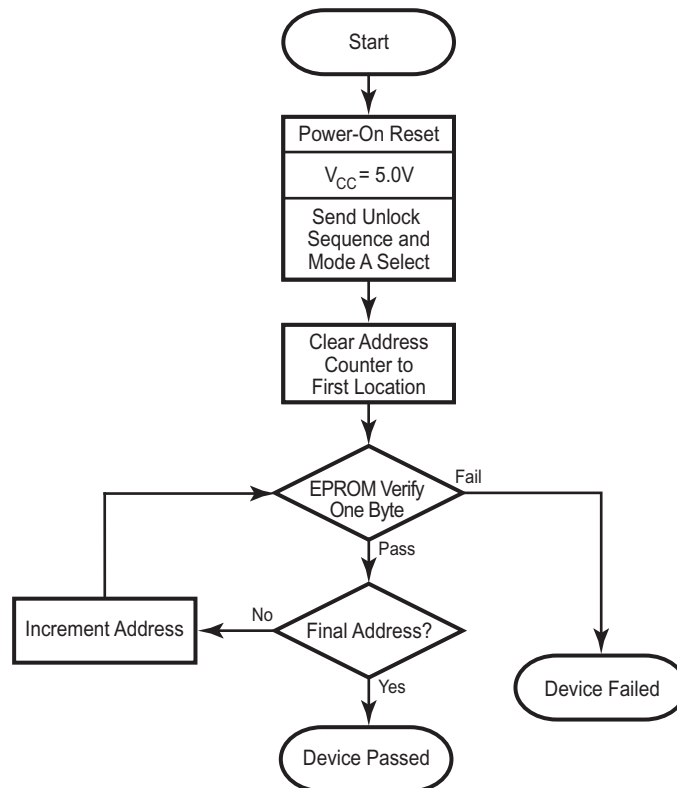 Start
Power-On Reset
VCC = 5.0V
Send Unlock
Sequence and
Mode A Select
Clear Address
Counter to
First Location
EPROM Verify
One Byte
Fail
Pass
Increment Address
No
Final Address?
Yes
Device Failed
Device Passed